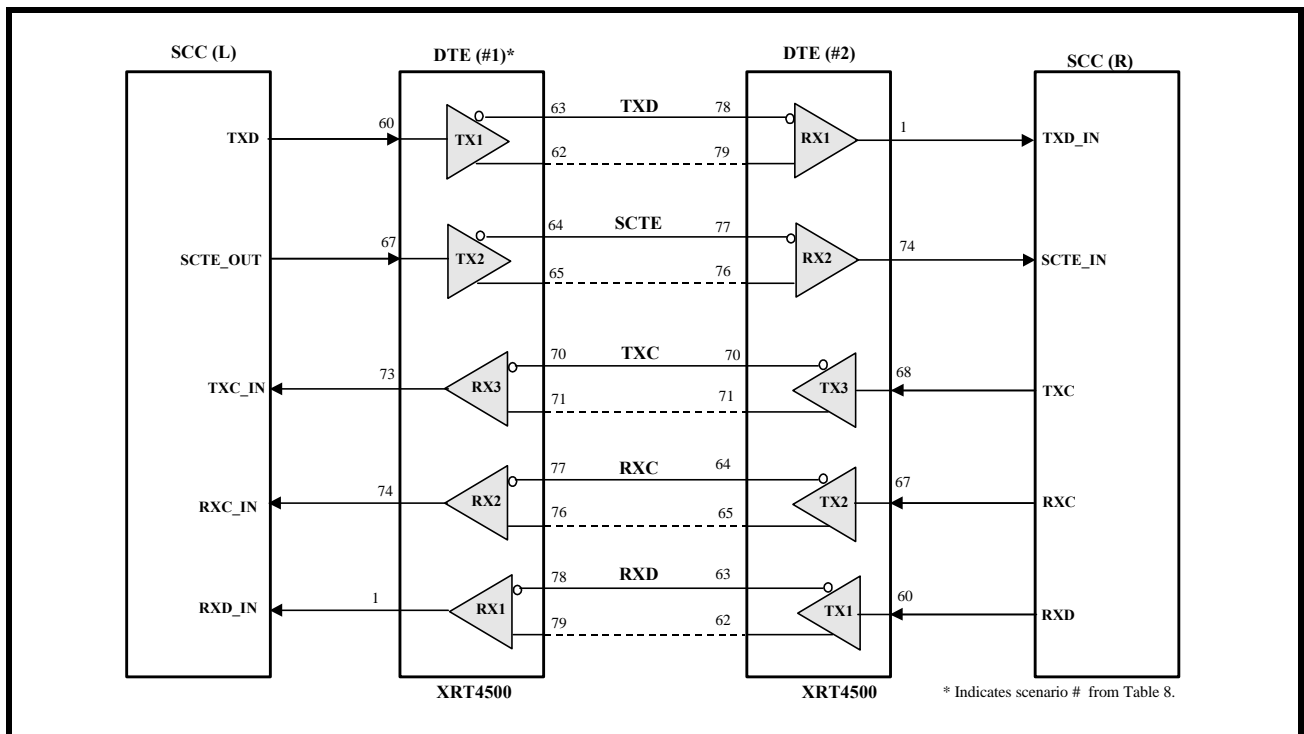 SCC (L) DTE (#1)* DTE (#2) SCC (R)
63 TXD 78
TXD 60 TX1 RX1 1 TXD_IN
62 79
64 SCTE 77
SCTE_OUT 67 TX2 RX2 74 SCTE_IN
65 76
70 TXC 70
TXC_IN 73 RX3 TX3 68 TXC
71 71
77 RXC 64
RXC_IN 74 RX2 TX2 67 RXC
76 65
78 RXD 63
RXD_IN 1 RX1 TX1 60 RXD
79 62
XRT4500 XRT4500 * Indicates scenario # from Table 8.